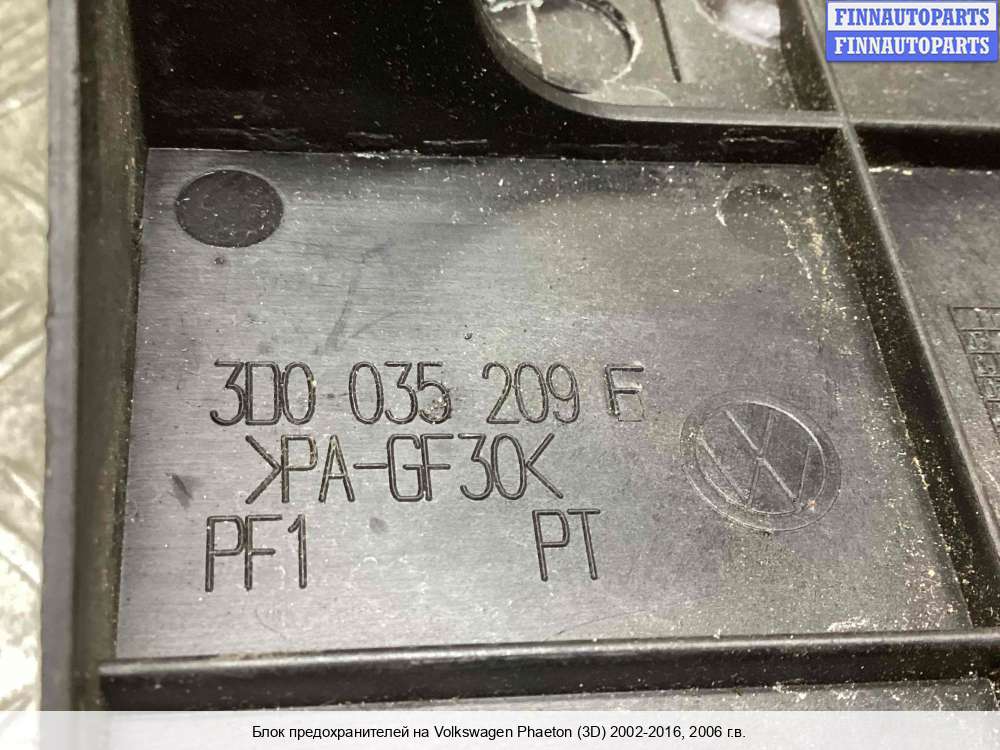 FINNAUTOPARTS
FINNAUTOPARTS
3D0 035 209 F
>PA-GF30<
PF1 PT
Блок предохранителей на Volkswagen Phaeton (3D) 2002-2016, 2006 г.в.